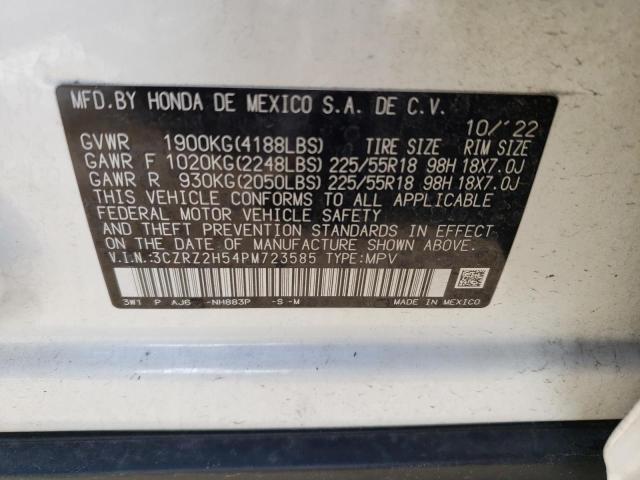 MFD.BY HONDA DE MEXICO S.A. DE C.V.
10/'22
GVWR 1900KG(4188LBS) TIRE SIZE RIM SIZE
GAWR F 1020KG(2248LBS) 225/55R18 98H 18X7.0J
GAWR R 930KG(2050LBS) 225/55R18 98H 18X7.0J
THIS VEHICLE CONFORMS TO ALL APPLICABLE
FEDERAL MOTOR VEHICLE SAFETY
AND THEFT PREVENTION STANDARDS IN EFFECT
ON THE DATE OF MANUFACTURE SHOWN ABOVE.
V.I.N.:3CZRZ2H54PM723585 TYPE:MPV
3W1 P AJ6 -NH883P -S -M MADE IN MEXICO